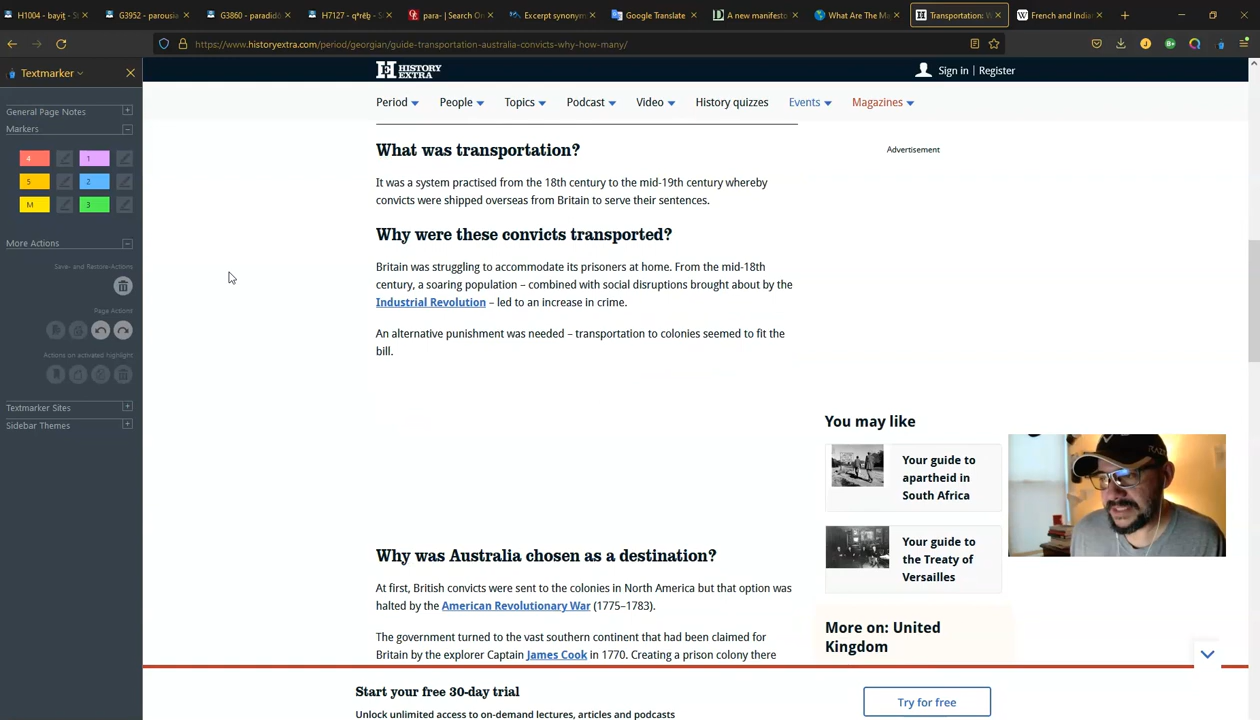 H1004 - bayiṯ - St
G3952 - parousia
G3860 - paradidō
H7127 - qᵊrēḇ - S
para- | Search On
Excerpt synonym
Google Translate
A new manifesto
What Are The Ma
Transportation: W
French and India
https://www.historyextra.com/period/georgian/guide-transportation-australia-convicts-why-how-many/
Textmarker
General Page Notes
Markers
4 1
5 2
M 3
More Actions
Save- and Restore-Actions
Page Actions
Actions on activated highlight
Textmarker Sites
Sidebar Themes
HISTORY
EXTRA
Sign in | Register
Period People Topics Podcast Video History quizzes Events Magazines
What was transportation?
Advertisement
It was a system practised from the 18th century to the mid-19th century whereby
convicts were shipped overseas from Britain to serve their sentences.
Why were these convicts transported?
Britain was struggling to accommodate its prisoners at home. From the mid-18th
century, a soaring population – combined with social disruptions brought about by the
Industrial Revolution – led to an increase in crime.
An alternative punishment was needed – transportation to colonies seemed to fit the
bill.
You may like
Your guide to
apartheid in
South Africa
Your guide to
the Treaty of
Versailles
Why was Australia chosen as a destination?
At first, British convicts were sent to the colonies in North America but that option was
halted by the American Revolutionary War (1775–1783).
The government turned to the vast southern continent that had been claimed for
Britain by the explorer Captain James Cook in 1770. Creating a prison colony there
More on: United
Kingdom
Start your free 30-day trial
Unlock unlimited access to on-demand lectures, articles and podcasts
Try for free